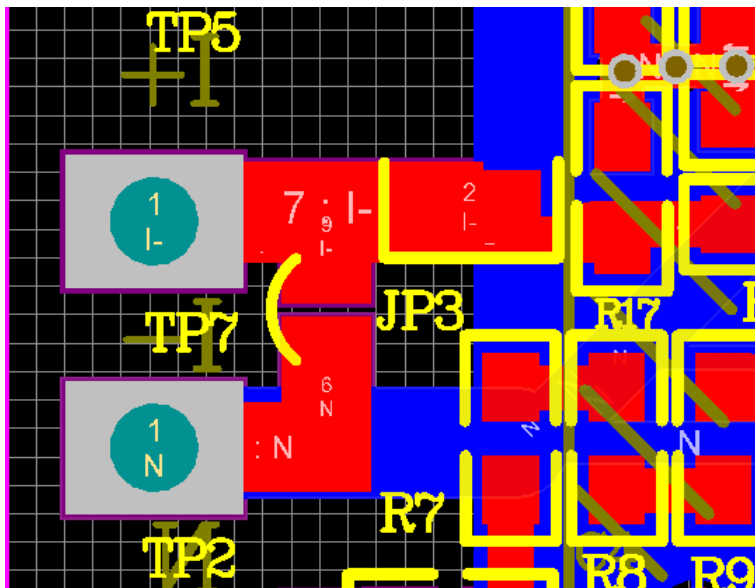 TP5
+I
N
1
I-
7 : I-
9
I-
2
I-
TP7
-I
JP3
R17
N
6
N
1
N
: N
N
N
R7
TP2
R8
R9